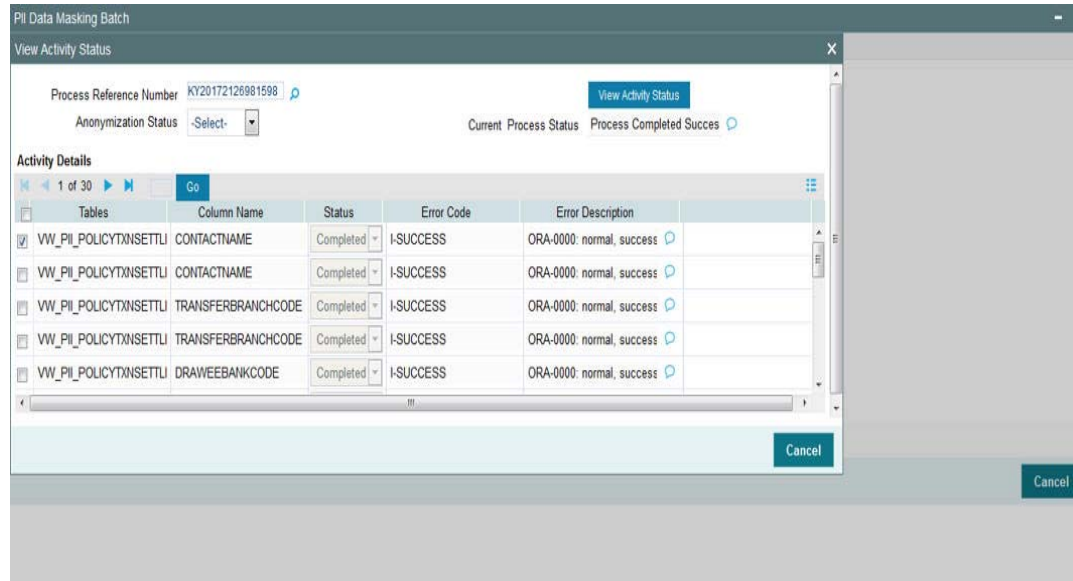 PII Data Masking Batch
View Activity Status
Process Reference Number KY20172126981598
View Activity Status
Anonymization Status -Select-
Current Process Status Process Completed Succes
Activity Details
1 of 30 Go
Tables Column Name Status Error Code Error Description
VW_PII_POLICYTXNSETTLI CONTACTNAME Completed I-SUCCESS ORA-0000: normal, success
VW_PII_POLICYTXNSETTLI CONTACTNAME Completed I-SUCCESS ORA-0000: normal, success
VW_PII_POLICYTXNSETTLI TRANSFERBRANCHCODE Completed I-SUCCESS ORA-0000: normal, success
VW_PII_POLICYTXNSETTLI TRANSFERBRANCHCODE Completed I-SUCCESS ORA-0000: normal, success
VW_PII_POLICYTXNSETTLI DRAWEEBANKCODE Completed I-SUCCESS ORA-0000: normal, success
Cancel
Cancel